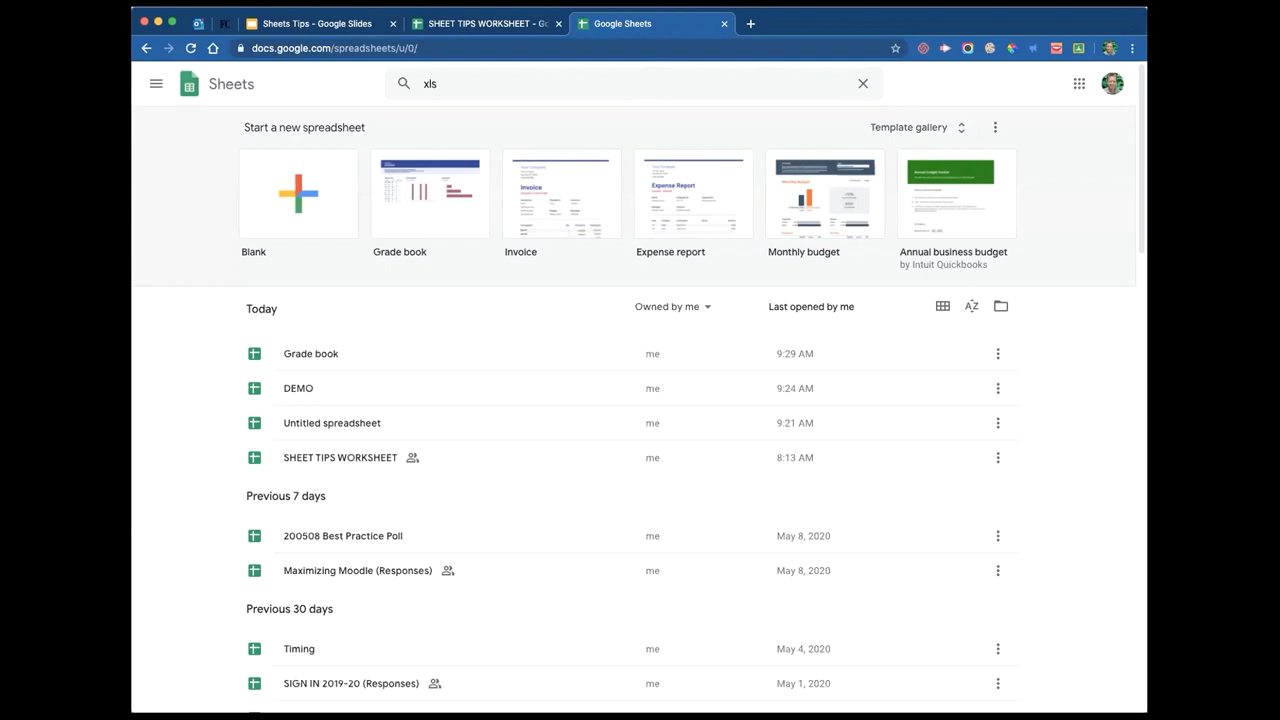 Sheets Tips - Google Slides
SHEET TIPS WORKSHEET - Go
Google Sheets
docs.google.com/spreadsheets/u/0/
Sheets
xls
Start a new spreadsheet
Template gallery
Invoice
Expense Report
Blank
Grade book
Invoice
Expense report
Monthly budget
Annual business budget
by Intuit Quickbooks
Today
Owned by me
Last opened by me
AZ
Grade book
me
9:29 AM
DEMO
me
9:24 AM
Untitled spreadsheet
me
9:21 AM
SHEET TIPS WORKSHEET
me
8:13 AM
Previous 7 days
200508 Best Practice Poll
me
May 8, 2020
Maximizing Moodle (Responses)
me
May 8, 2020
Previous 30 days
Timing
me
May 4, 2020
SIGN IN 2019-20 (Responses)
me
May 1, 2020